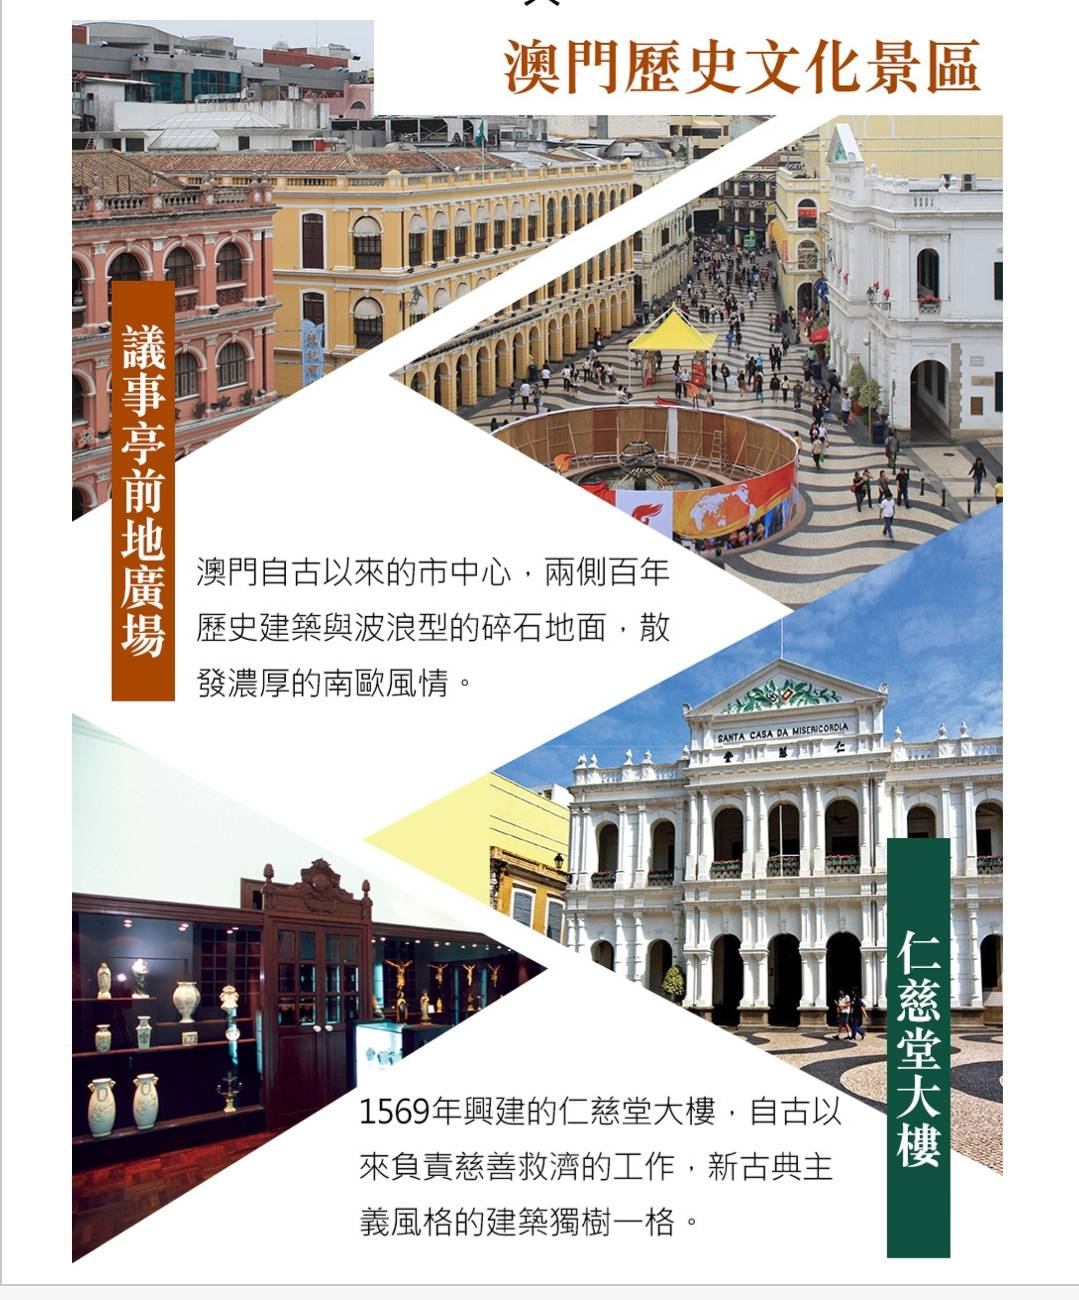 澳門歷史文化景區
議事亭前地廣場
澳門自古以來的市中心，兩側百年
歷史建築與波浪型的碎石地面，散
發濃厚的南歐風情。
SANTA CASA DA MISERICORDIA
堂 慈 仁
仁慈堂大樓
1569年興建的仁慈堂大樓，自古以
來負責慈善救濟的工作，新古典主
義風格的建築獨樹一格。